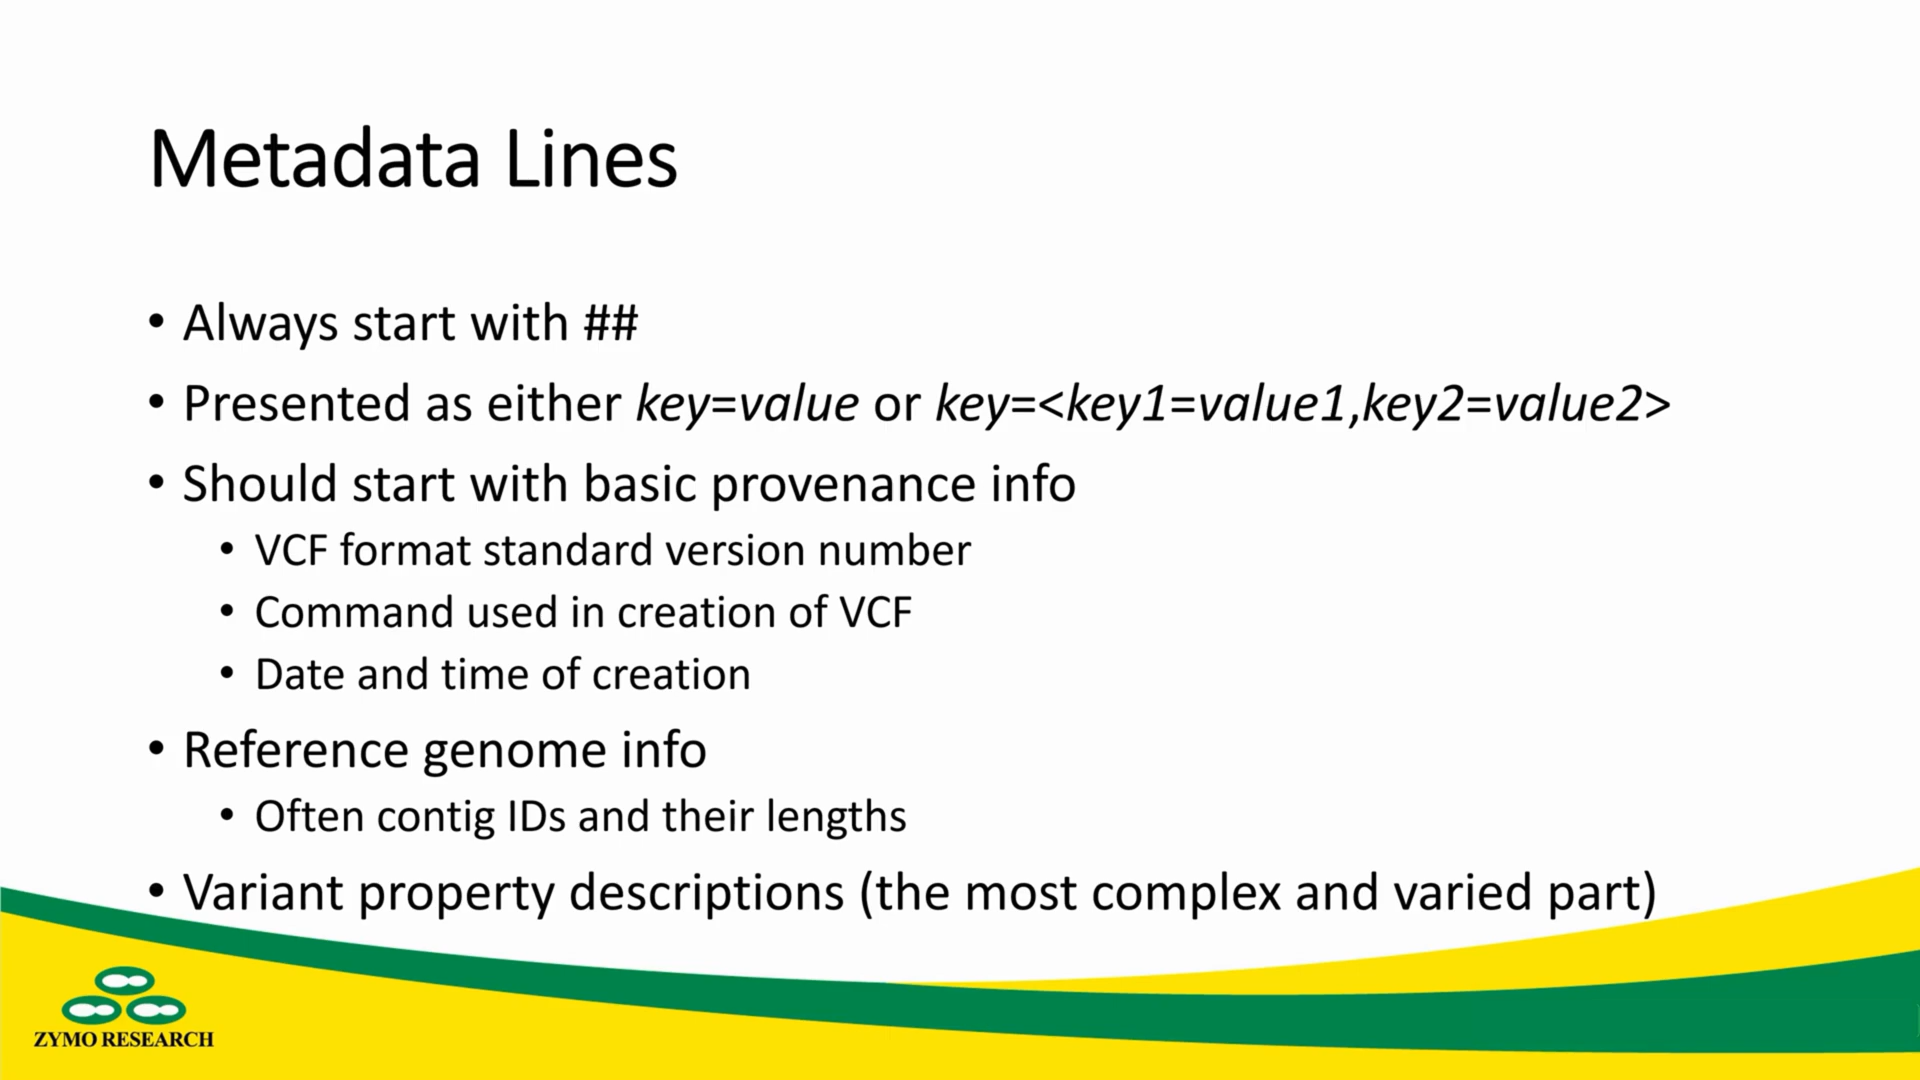 Metadata Lines
• Always start with ##
• Presented as either key=value or key=<key1=value1,key2=value2>
• Should start with basic provenance info
• VCF format standard version number
• Command used in creation of VCF
• Date and time of creation
• Reference genome info
• Often contig IDs and their lengths
• Variant property descriptions (the most complex and varied part)
ZYMO RESEARCH